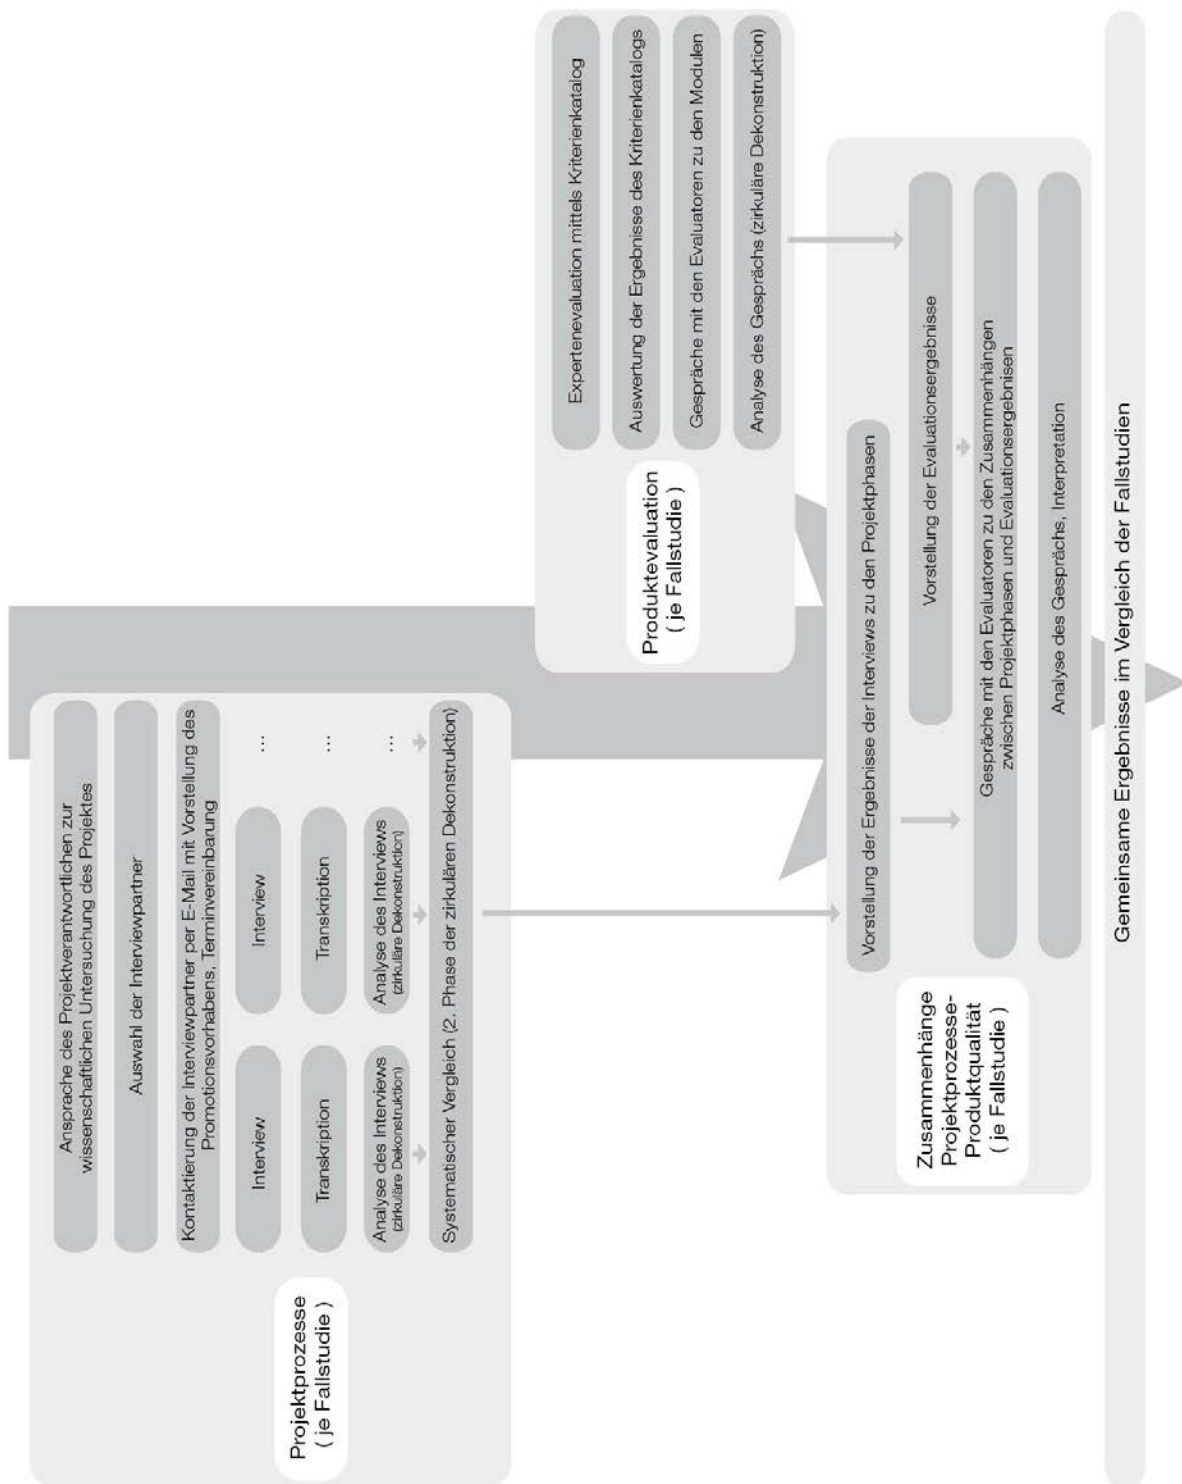 Projektprozesse
( je Fallstudie )
Ansprache des Projektverantwortlichen zur
wissenschaftlichen Untersuchung des Projektes
Auswahl der Interviewpartner
Kontaktierung der Interviewpartner per E-Mail mit Vorstellung des
Promotionsvorhabens, Terminvereinbarung
Interview
Interview
...
Transkription
Transkription
...
Analyse des Interviews
(zirkuläre Dekonstruktion)
Analyse des Interviews
(zirkuläre Dekonstruktion)
...
Systematischer Vergleich (2. Phase der zirkulären Dekonstruktion)
Produktevaluation
( je Fallstudie )
Expertenevaluation mittels Kriterienkatalog
Auswertung der Ergebnisse des Kriterienkatalogs
Gespräche mit den Evaluatoren zu den Modulen
Analyse des Gesprächs (zirkuläre Dekonstruktion)
Zusammenhänge
Projektprozesse-
Produktqualität
( je Fallstudie )
Vorstellung der Ergebnisse der Interviews zu den Projektphasen
Vorstellung der Evaluationsergebnisse
Gespräche mit den Evaluatoren zu den Zusammenhängen
zwischen Projektphasen und Evaluationsergebnisen
Analyse des Gesprächs, Interpretation
Gemeinsame Ergebnisse im Vergleich der Fallstudien